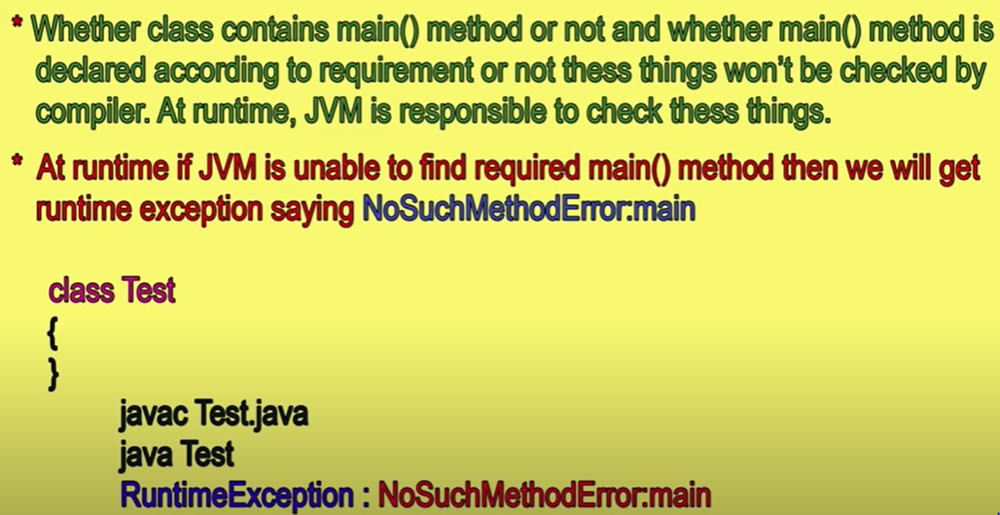 * Whether class contains main() method or not and whether main() method is
declared according to requirement or not thess things won't be checked by
compiler. At runtime, JVM is responsible to check thess things.
* At runtime if JVM is unable to find required main() method then we will get
runtime exception saying NoSuchMethodError:main
class Test
{
}
javac Test.java
java Test
RuntimeException : NoSuchMethodError:main